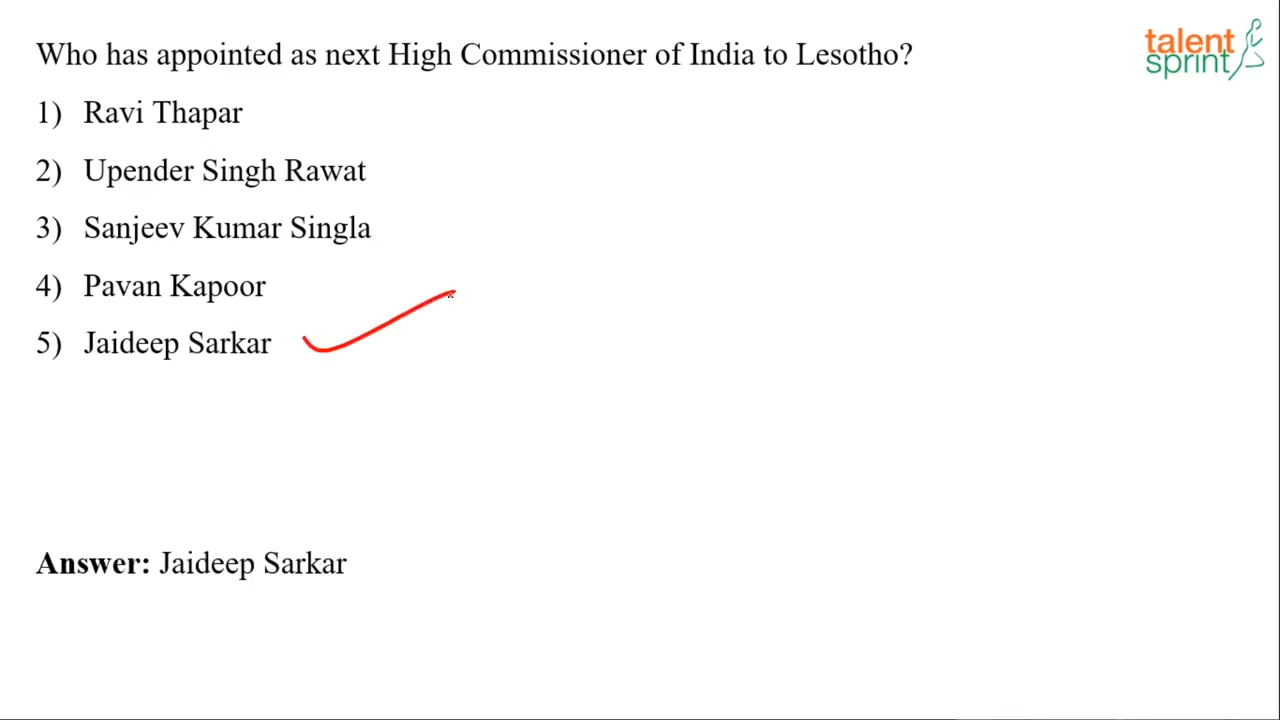 Who has appointed as next High Commissioner of India to Lesotho?
talent
sprint
1) Ravi Thapar
2) Upender Singh Rawat
3) Sanjeev Kumar Singla
4) Pavan Kapoor
5) Jaideep Sarkar
Answer: Jaideep Sarkar